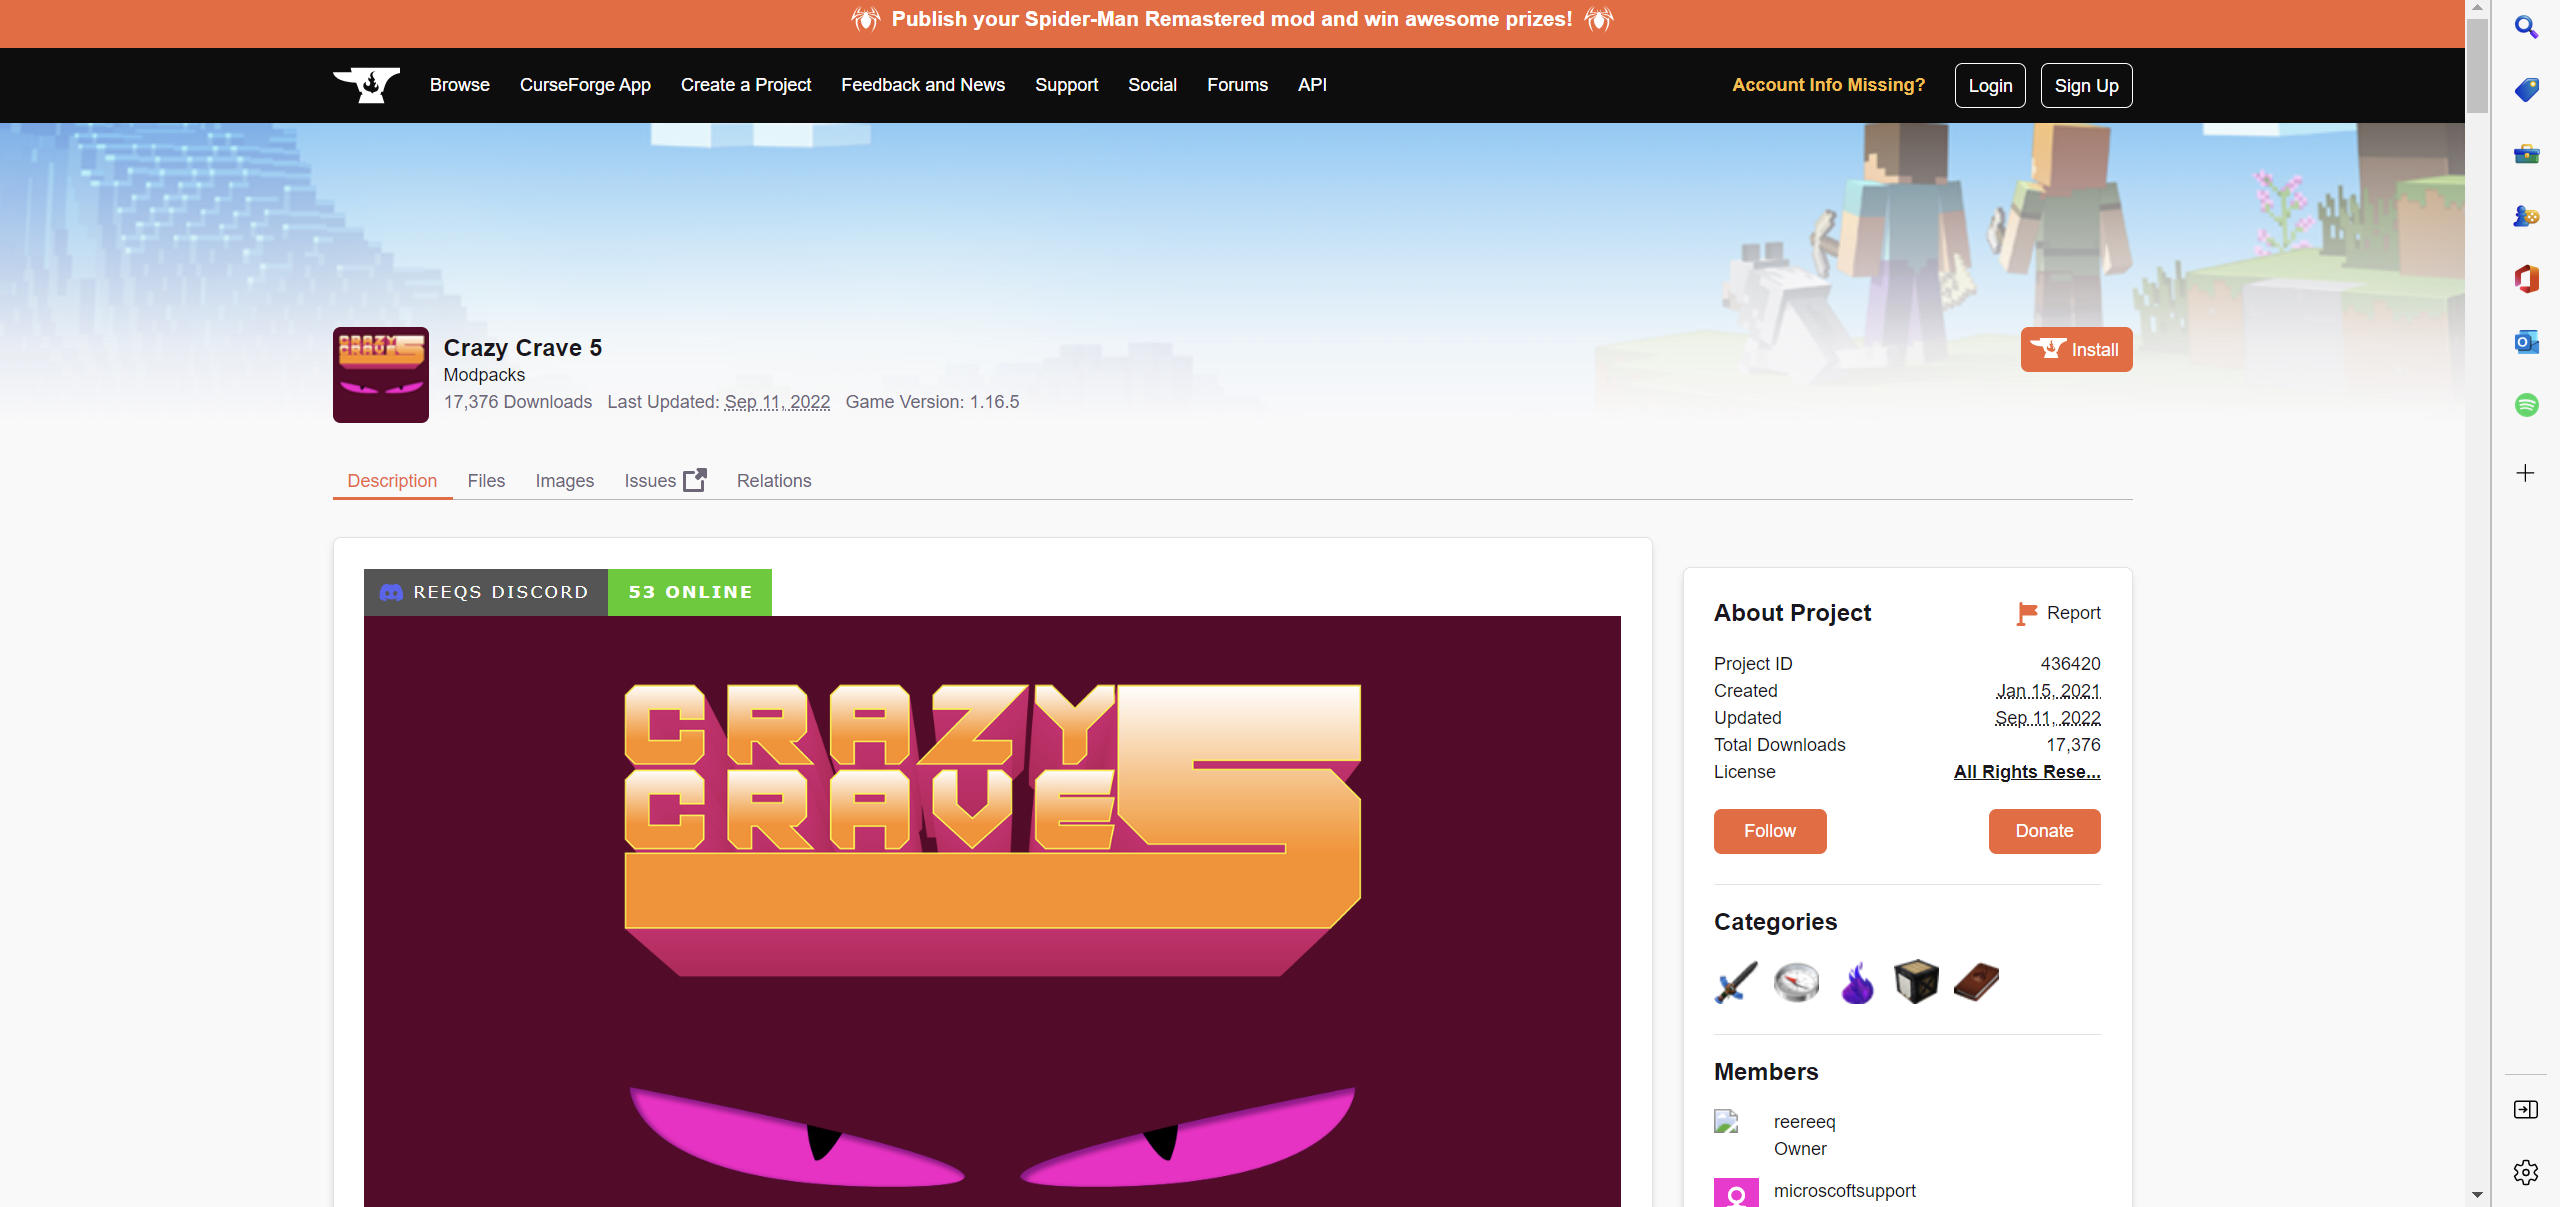 Publish your Spider-Man Remastered mod and win awesome prizes!
Browse CurseForge App Create a Project Feedback and News Support Social Forums API Account Info Missing? Login Sign Up
CRAZY
CRAVE 5
Crazy Crave 5
Modpacks
17,376 Downloads Last Updated: Sep 11, 2022 Game Version: 1.16.5
Install
Description Files Images Issues Relations
REEQS DISCORD 53 ONLINE
CRAZY
CRAVE 5
About Project Report
Project ID 436420
Created Jan 15, 2021
Updated Sep 11, 2022
Total Downloads 17,376
License All Rights Rese...
Follow Donate
Categories
Members
reereeq
Owner
microscoftsupport